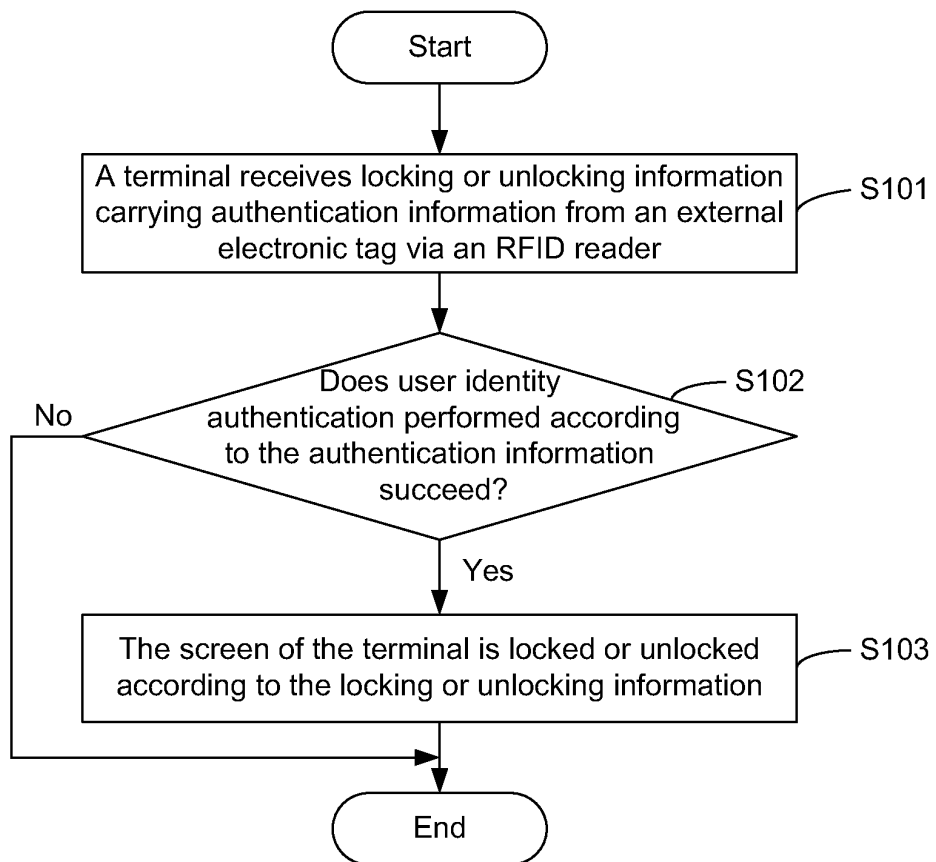 Start
A terminal receives locking or unlocking information
carrying authentication information from an external
electronic tag via an RFID reader
S101
Does user identity
authentication performed according
to the authentication information
succeed?
S102
No
Yes
The screen of the terminal is locked or unlocked
according to the locking or unlocking information
S103
End